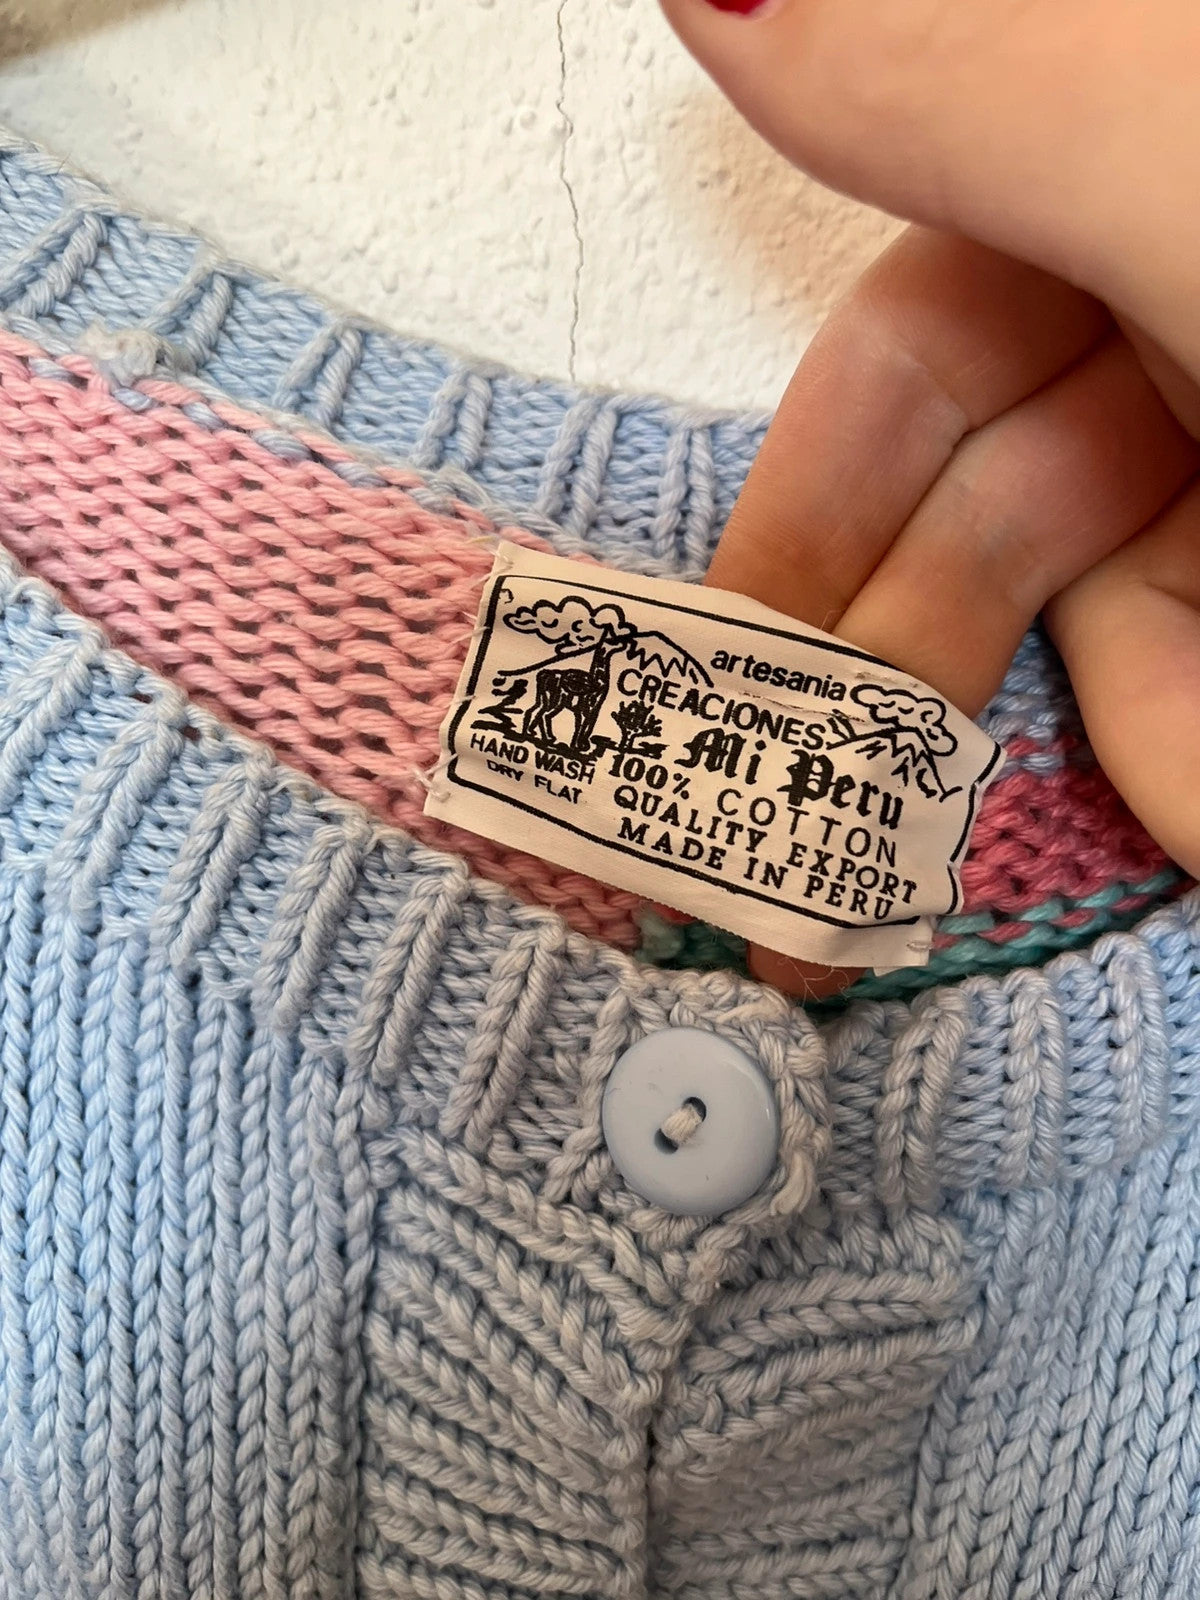 artesania
CREACIONES
Mi Peru
HAND WASH
DRY FLAT
100% COTTON
QUALITY EXPORT
MADE IN PERU